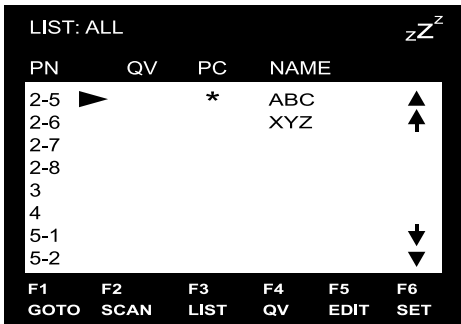 LIST: ALL zZZ
PN QV PC NAME
2-5 * ABC
2-6 XYZ
2-7
2-8
3
4
5-1
5-2
F1 F2 F3 F4 F5 F6
GOTO SCAN LIST QV EDIT SET